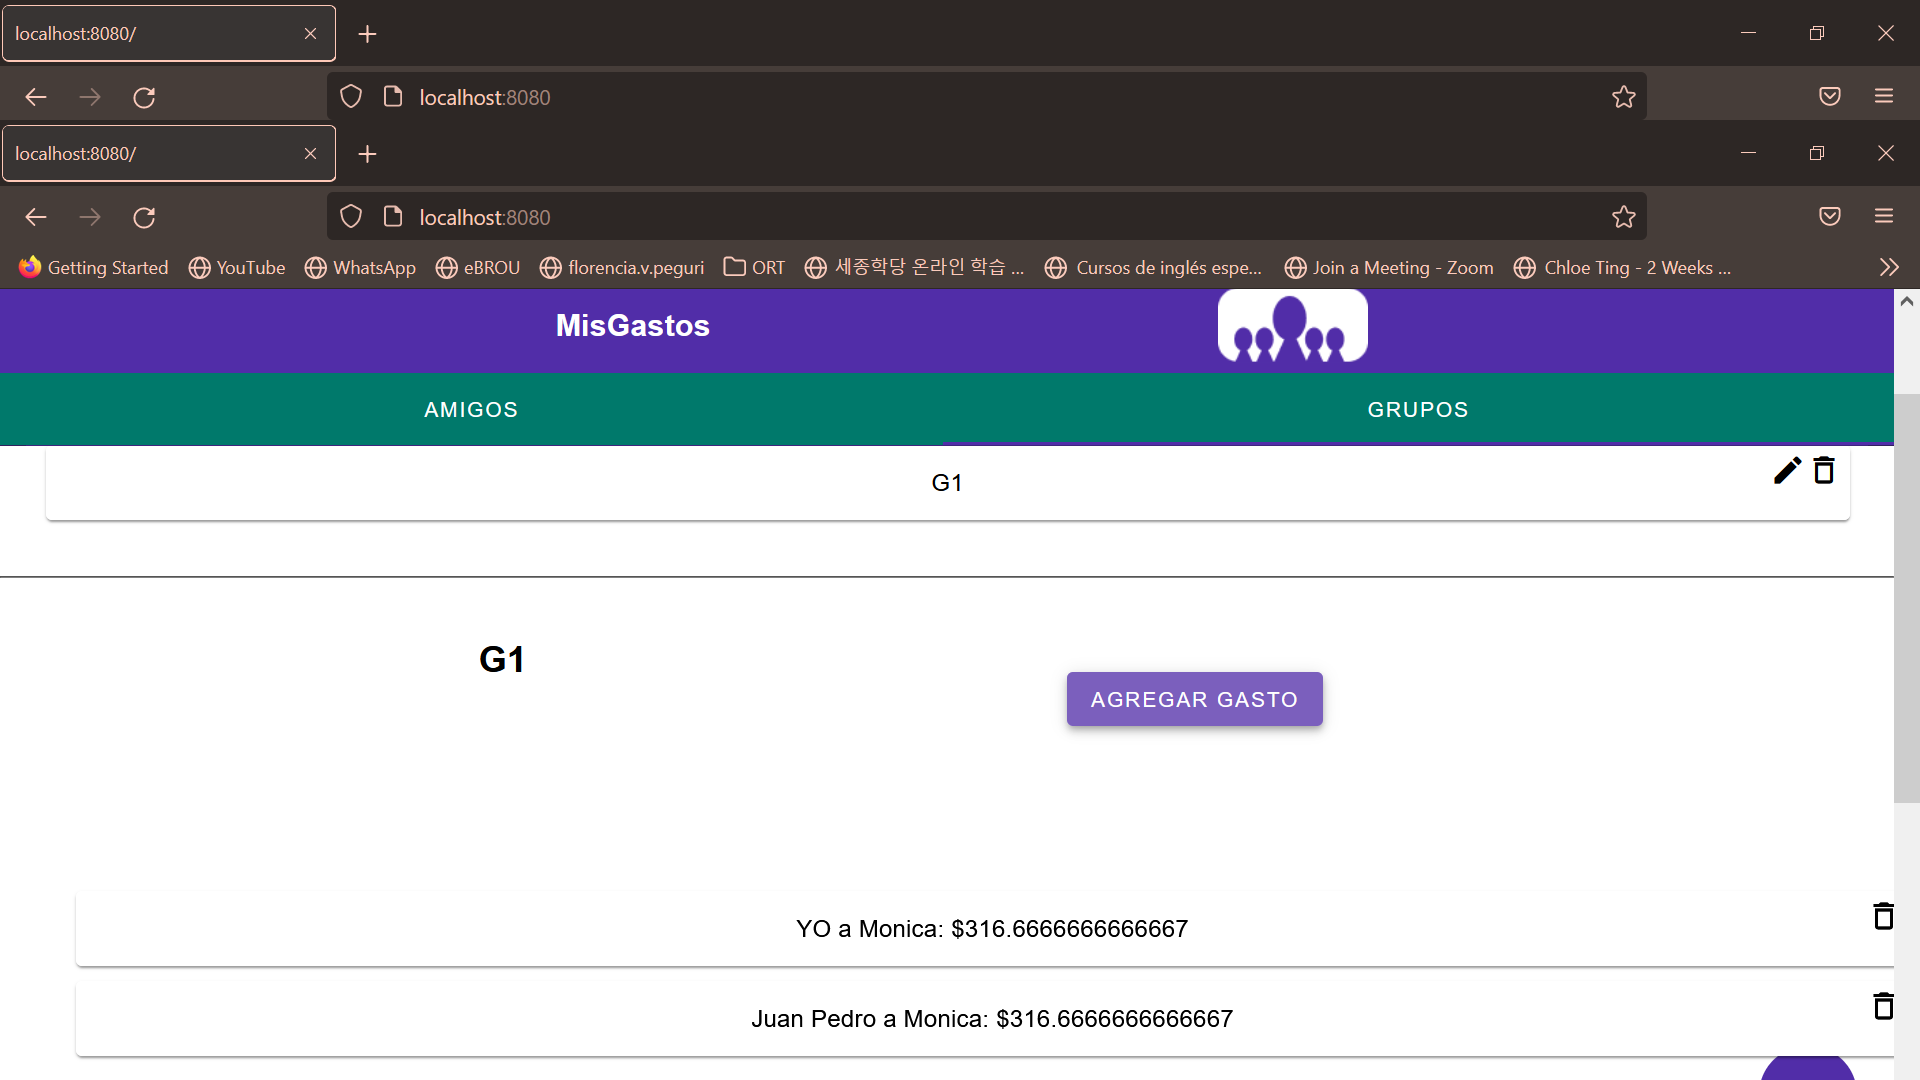 localhost:8080/
localhost:8080
localhost:8080/
localhost:8080
Getting Started YouTube WhatsApp eBROU florencia.v.peguri ORT 세종학당 온라인 학습 ... Cursos de inglés espe... Join a Meeting - Zoom Chloe Ting - 2 Weeks ...
MisGastos
AMIGOS GRUPOS
G1
G1
AGREGAR GASTO
YO a Monica: $316.6666666666667
Juan Pedro a Monica: $316.6666666666667